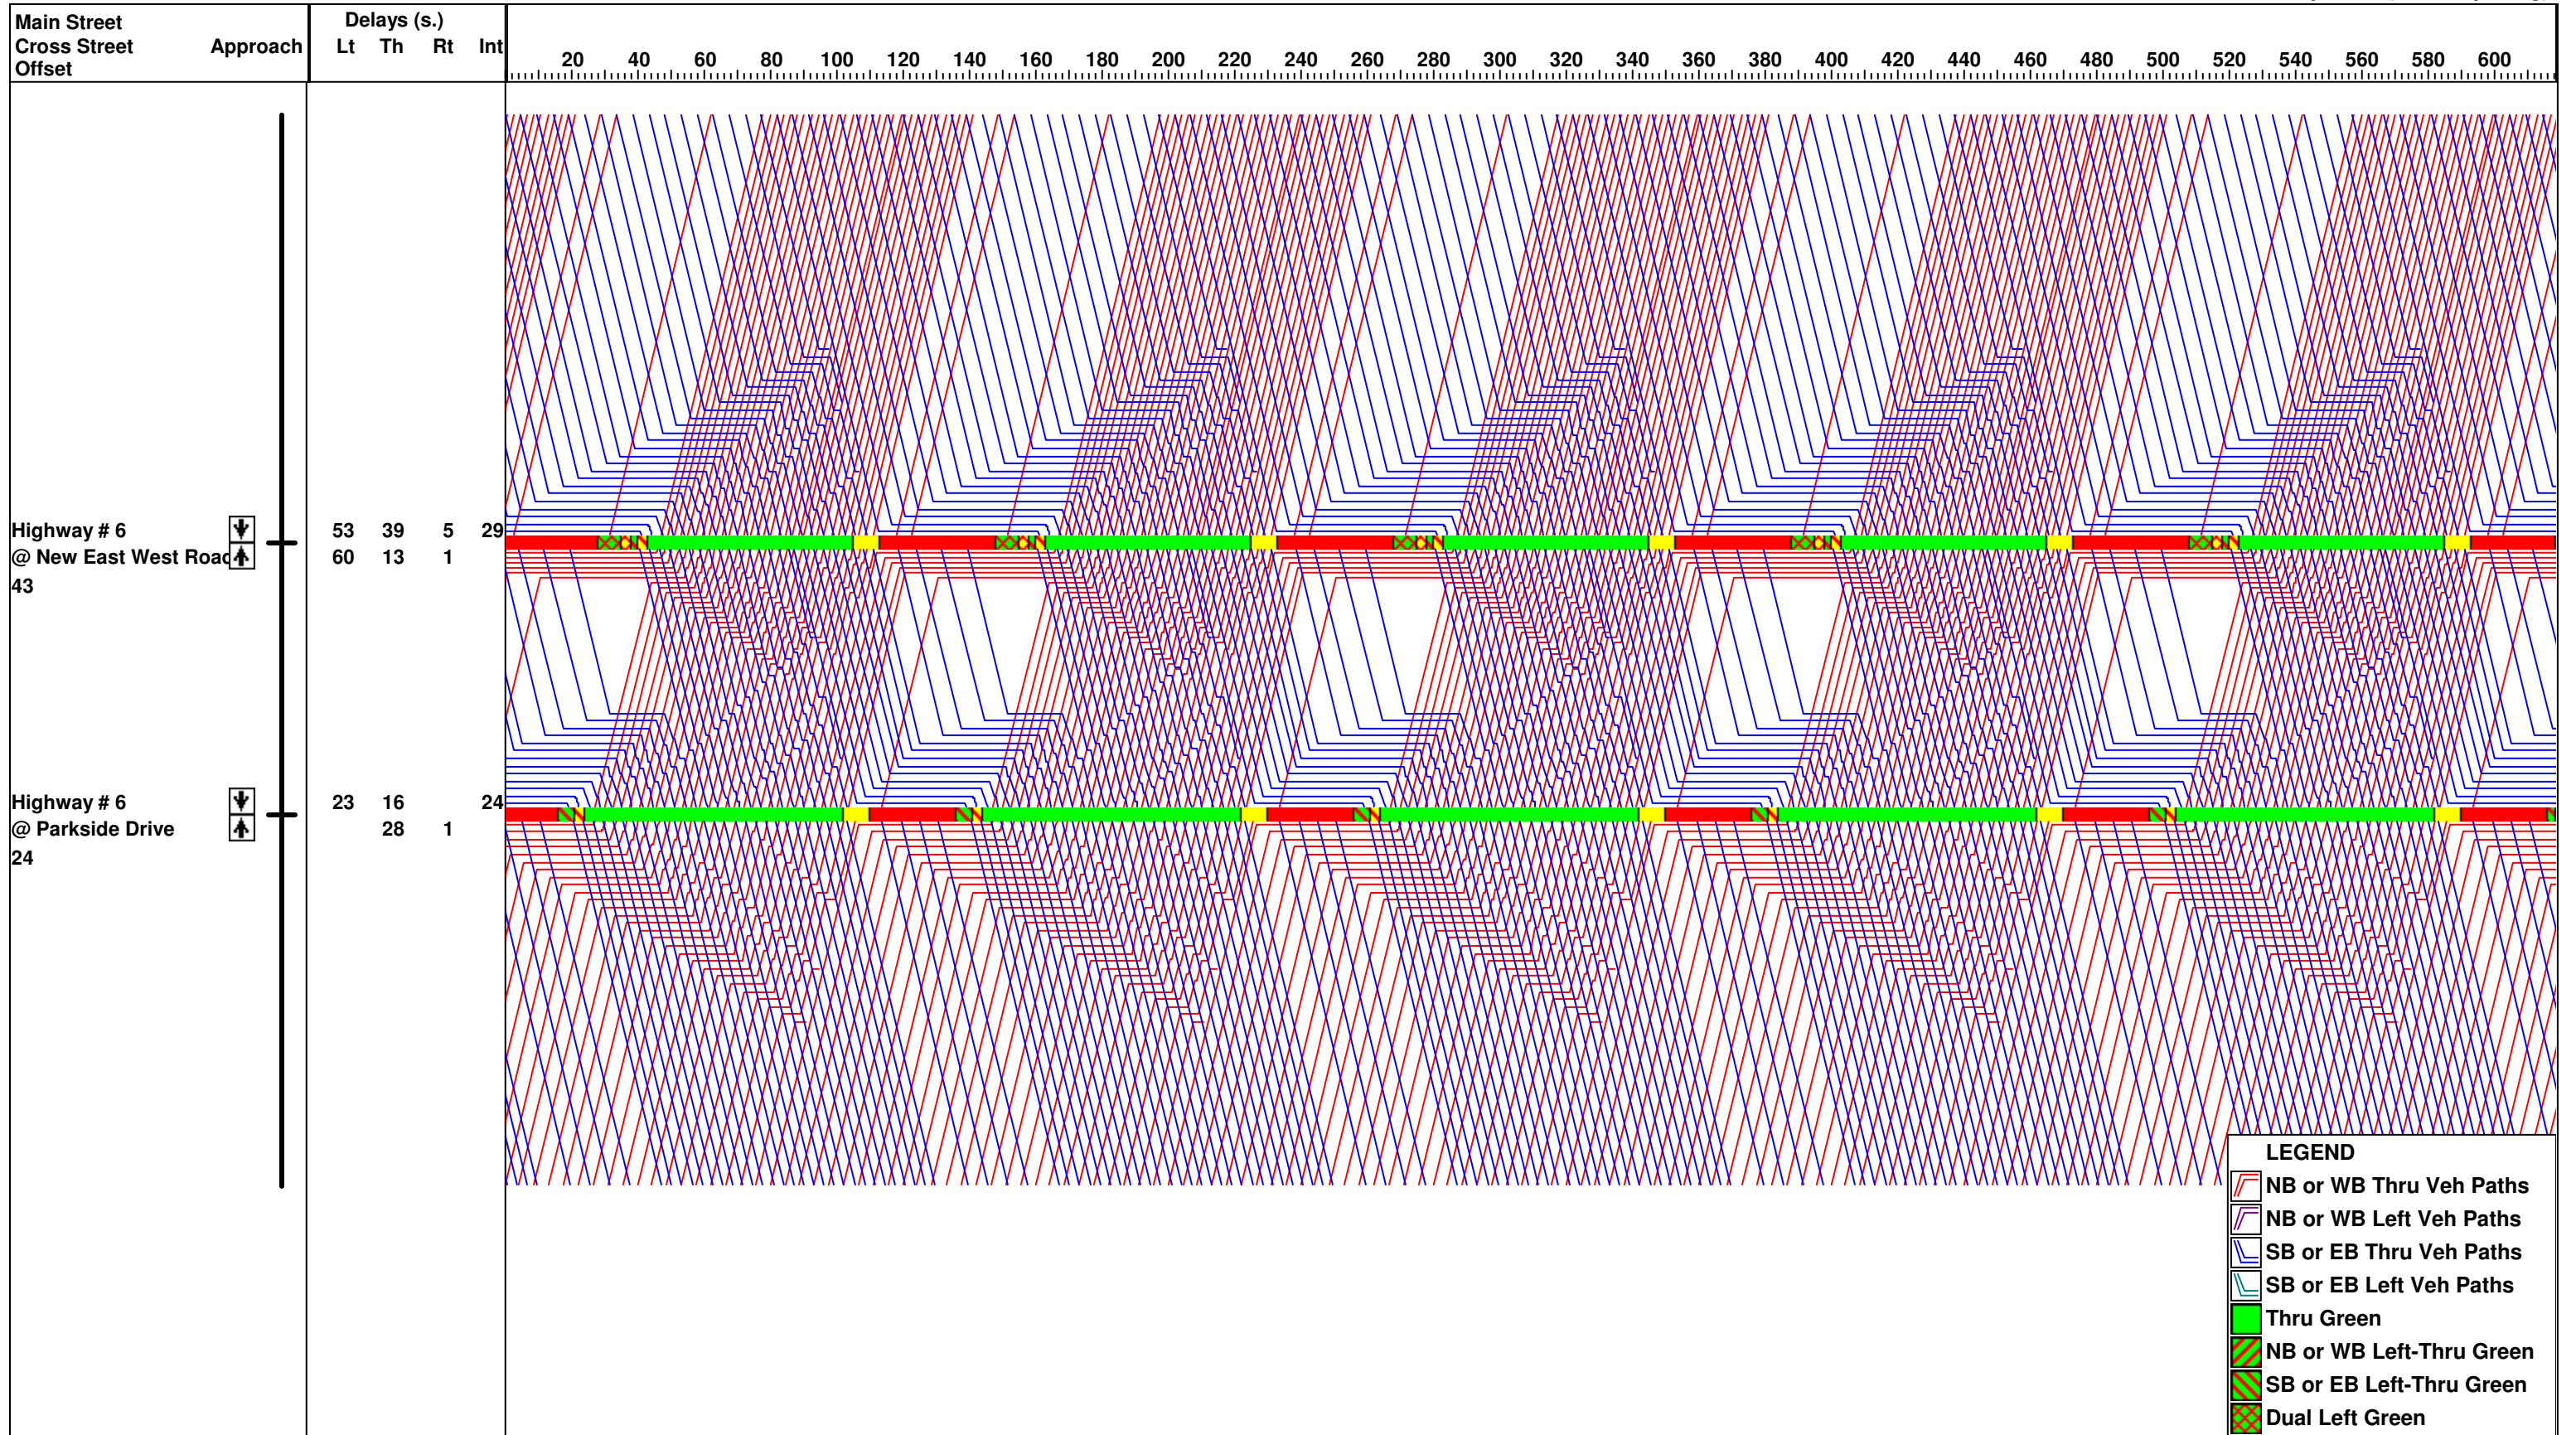 Main Street
Cross Street Approach
Offset
Delays (s.)
Lt Th Rt Int
20 40 60 80 100 120 140 160 180 200 220 240 260 280 300 320 340 360 380 400 420 440 460 480 500 520 540 560 580 600
Highway # 6 53 39 5 29
@ New East West Road 60 13 1
43
Highway # 6 23 16 24
@ Parkside Drive 28 1
24
LEGEND
NB or WB Thru Veh Paths
NB or WB Left Veh Paths
SB or EB Thru Veh Paths
SB or EB Left Veh Paths
Thru Green
NB or WB Left-Thru Green
SB or EB Left-Thru Green
Dual Left Green